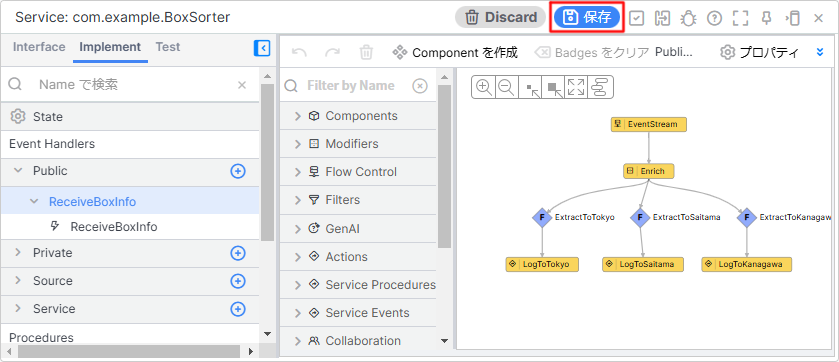 Service: com.example.BoxSorter
Discard
保存
Interface Implement Test
Name で検索
State
Event Handlers
Public
ReceiveBoxInfo
ReceiveBoxInfo
Private
Source
Service
Procedures
Component を作成
Badges をクリア
Publi...
プロパティ
Filter by Name
Components
Modifiers
Flow Control
Filters
GenAI
Actions
Service Procedures
Service Events
Collaboration
EventStream
Enrich
F ExtractToTokyo
F ExtractToSaitama
F ExtractToKanagaw
LogToTokyo
LogToSaitama
LogToKanagawa